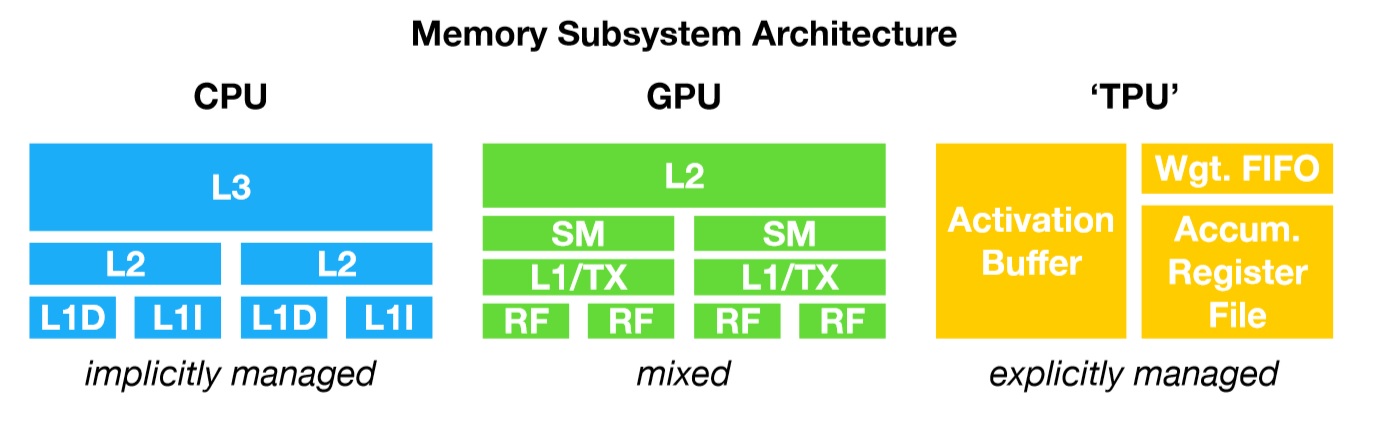 Memory Subsystem Architecture
CPU
L3
L2 L2
L1D L1I L1D L1I
implicitly managed
GPU
L2
SM SM
L1/TX L1/TX
RF RF RF RF
mixed
‘TPU’
Activation
Buffer
Wgt. FIFO
Accum.
Register
File
explicitly managed